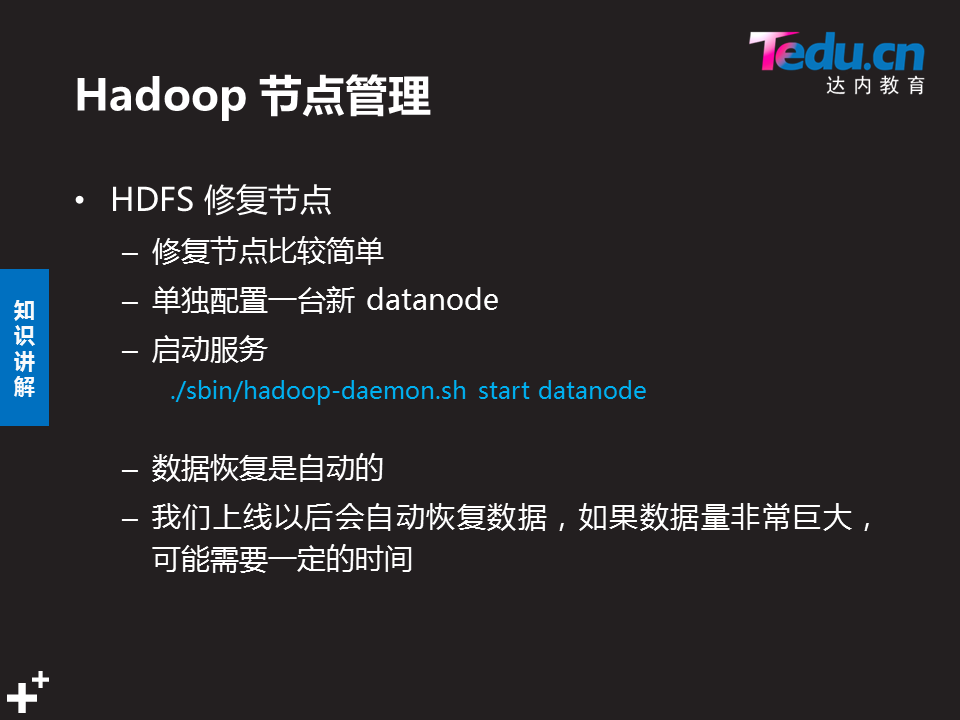 Tedu.cn
达内教育
Hadoop 节点管理
• HDFS 修复节点
– 修复节点比较简单
– 单独配置一台新 datanode
– 启动服务
./sbin/hadoop-daemon.sh start datanode
– 数据恢复是自动的
– 我们上线以后会自动恢复数据，如果数据量非常巨大，
可能需要一定的时间
知识讲解